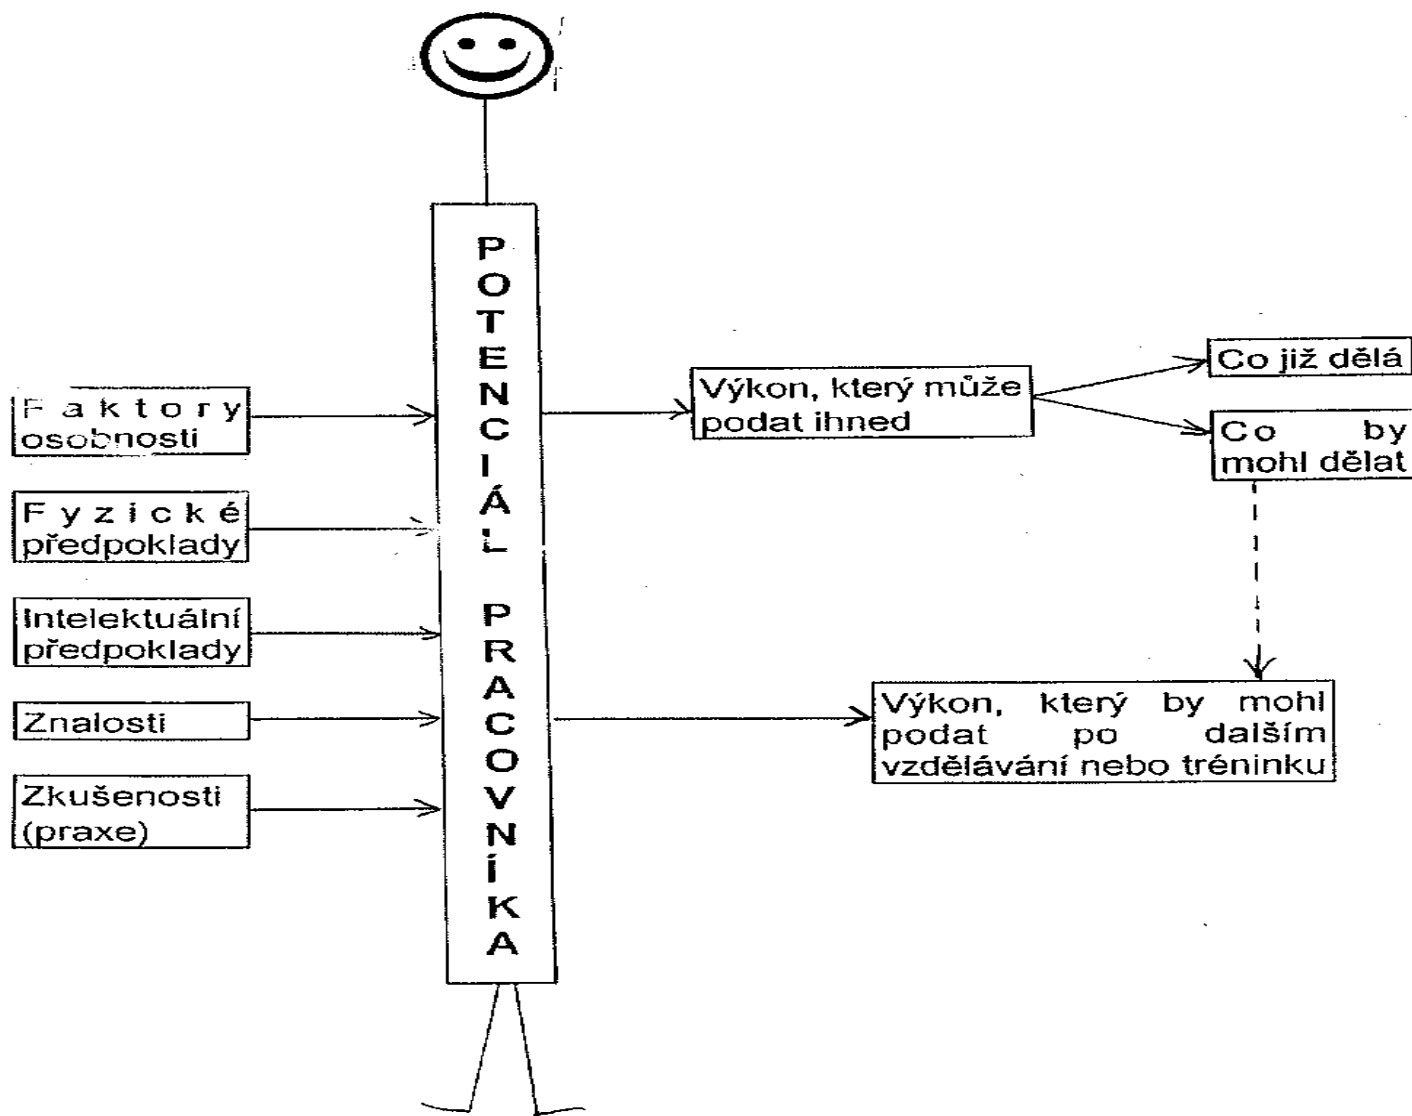 POTENCIÁL PRACOVNÍKA
Faktory
osobnosti
Fyzické
předpoklady
Intelektuální
předpoklady
Znalosti
Zkušenosti
(praxe)
Výkon, který může
podat ihned
Co již dělá
Co by
mohl dělat
Výkon, který by mohl
podat po dalším
vzdělávání nebo tréninku